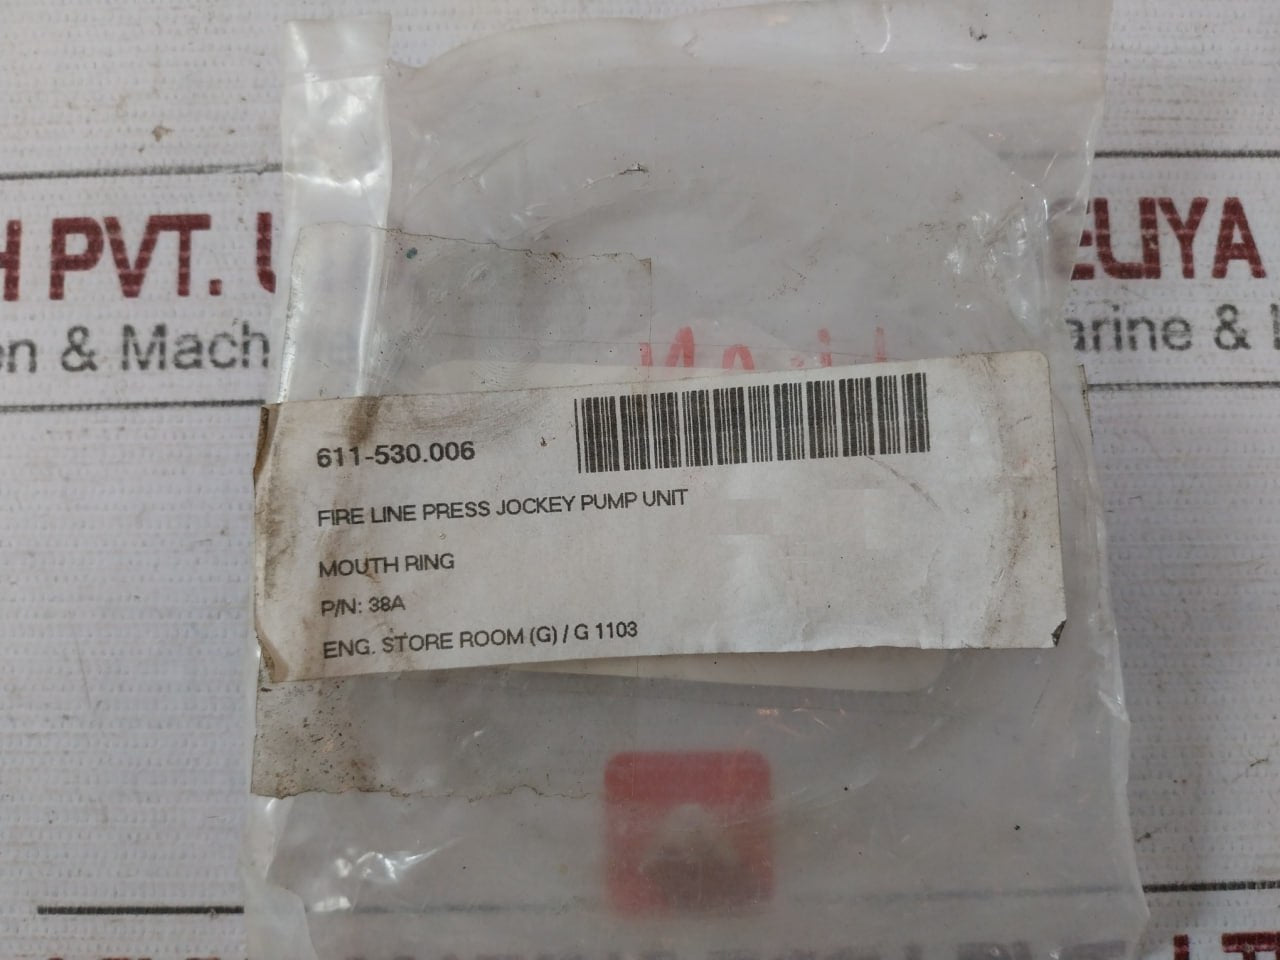 H PVT.
ELIYA
en & Mach
arine &
611-530.006
FIRE LINE PRESS JOCKEY PUMP UNIT
MOUTH RING
P/N: 38A
ENG. STORE ROOM (G) / G 1103